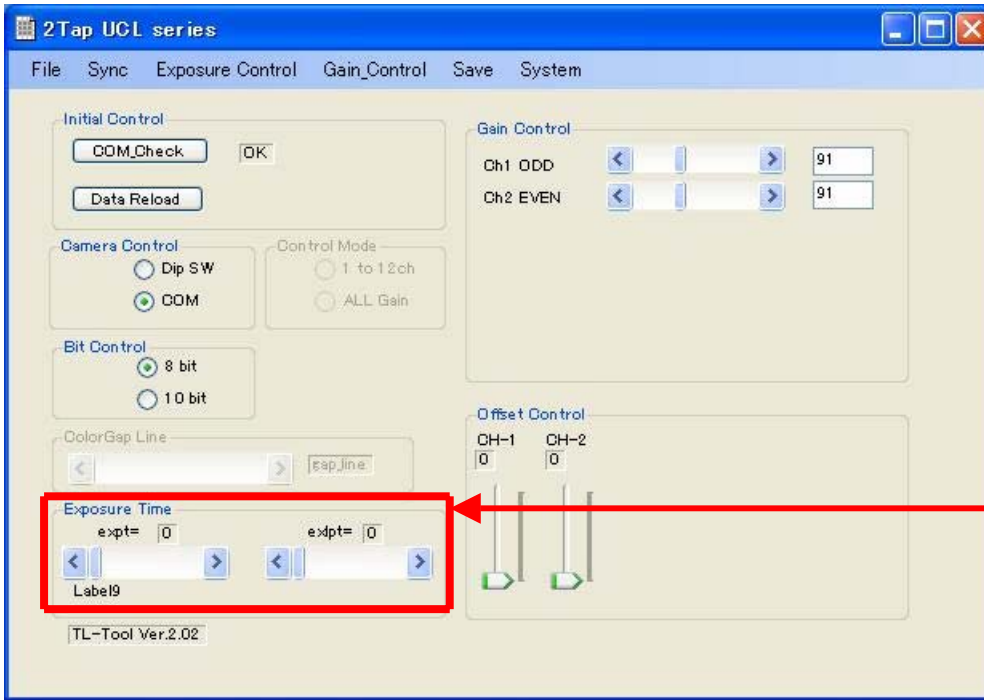 2Tap UCL series
File Sync Exposure Control Gain_Control Save System
Initial Control
COM_Check OK
Data Reload
Camera Control
Dip SW
COM
Control Mode
1 to 12ch
ALL Gain
Bit Control
8 bit
10 bit
ColorGap Line
gap_line
Exposure Time
expt= 0 exlpt= 0
Label9
TL-Tool Ver.2.02
Gain Control
Ch1 ODD 91
Ch2 EVEN 91
Offset Control
CH-1 CH-2
0 0